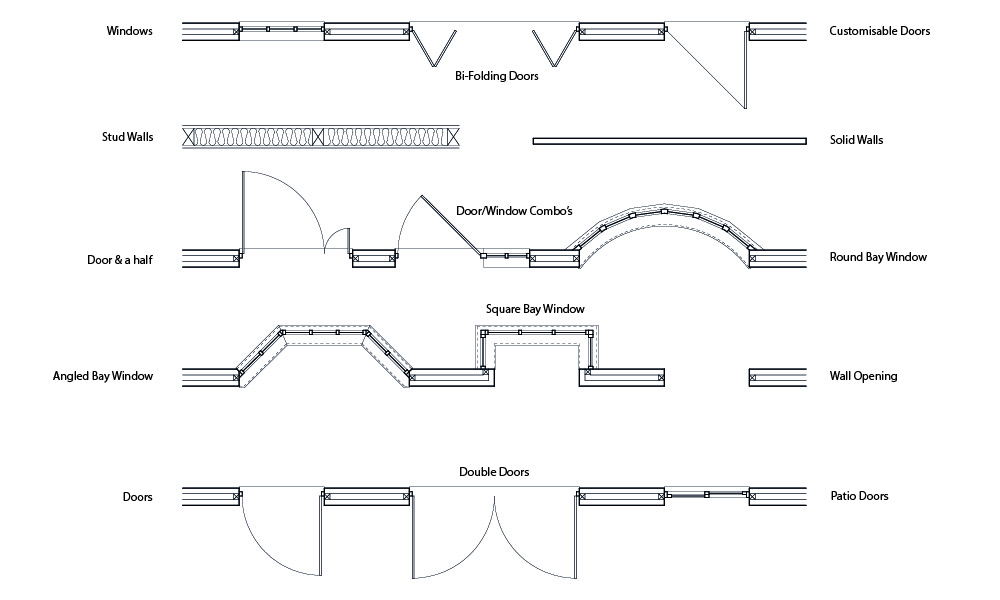 Windows
Customisable Doors
Bi-Folding Doors
Stud Walls
Solid Walls
Door/Window Combo's
Door & a half
Round Bay Window
Square Bay Window
Angled Bay Window
Wall Opening
Double Doors
Doors
Patio Doors